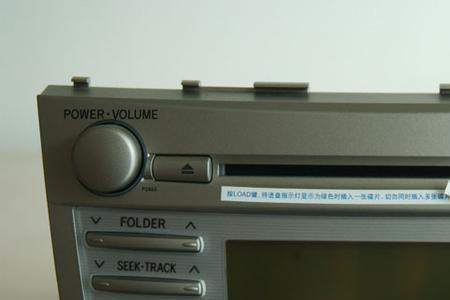 POWER·VOLUME
P2863
按LOAD键,待进盘指示灯显示为绿色时插入一张碟片,切勿同时插入多张碟片
∨ FOLDER ∧
∨ SEEK·TRACK ∧